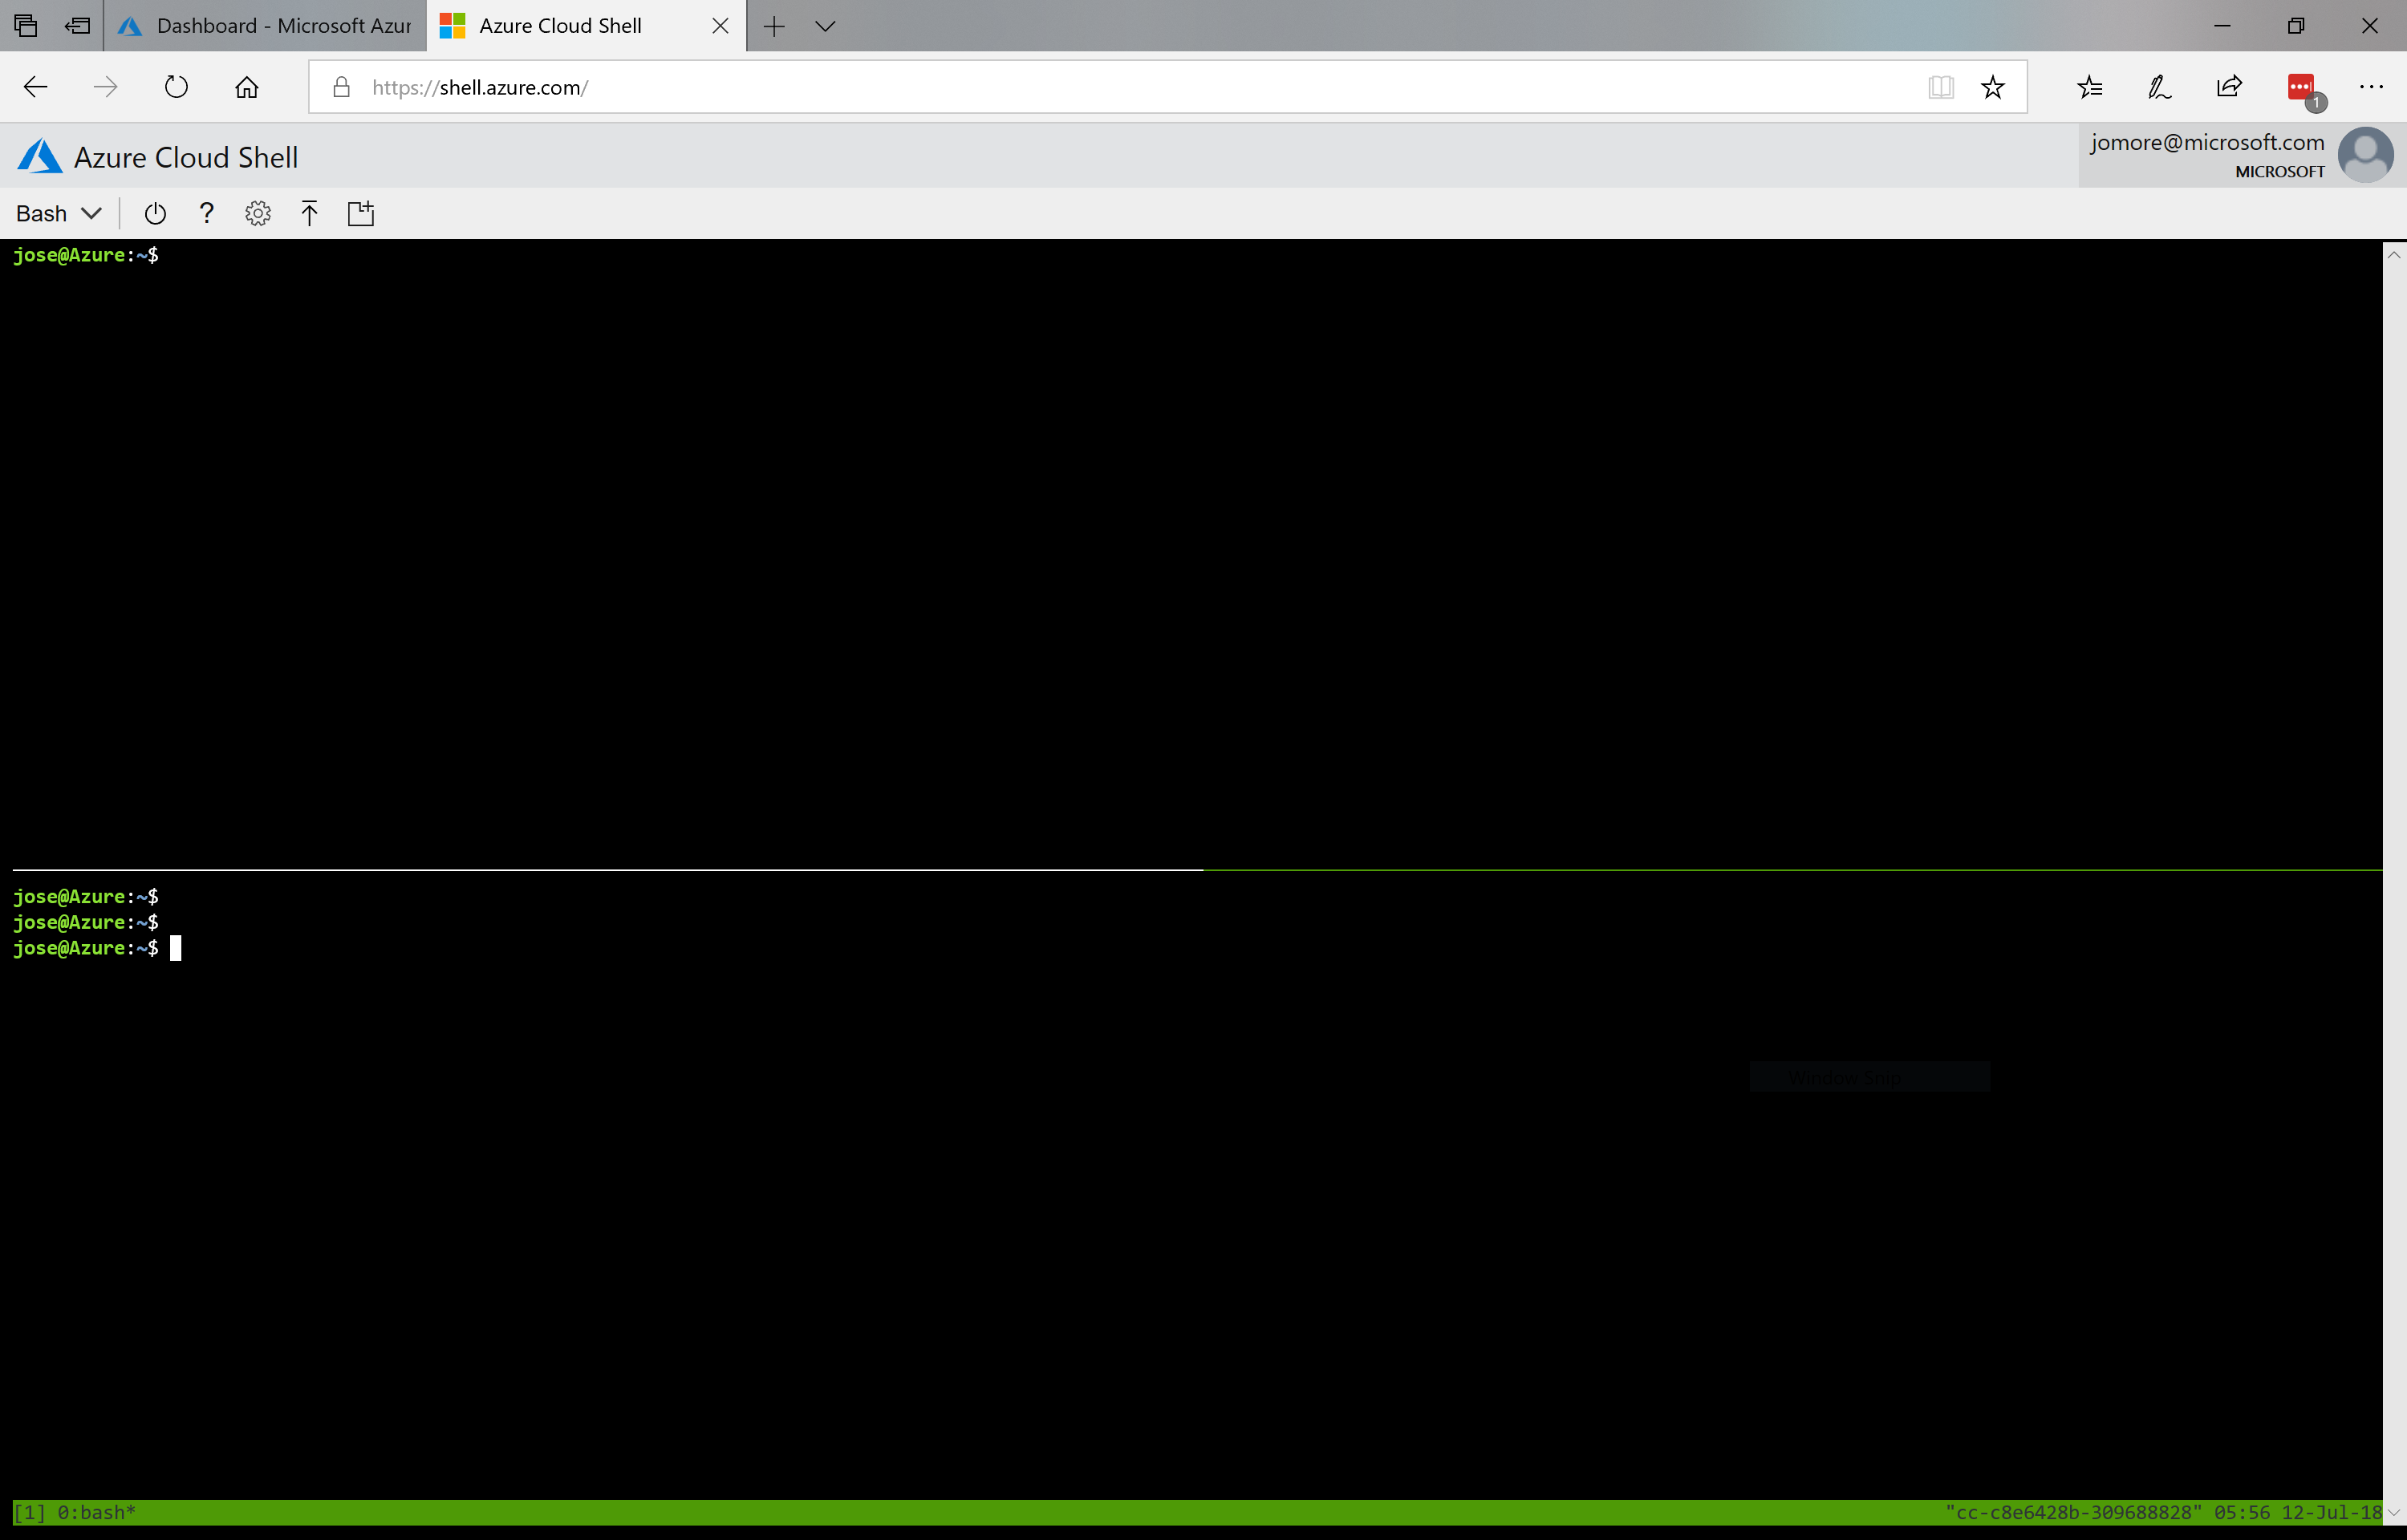 Dashboard - Microsoft Azur
Azure Cloud Shell
https://shell.azure.com/
1
Azure Cloud Shell
jomore@microsoft.com
MICROSOFT
Bash
?
jose@Azure:~$
jose@Azure:~$
jose@Azure:~$
jose@Azure:~$
Window Snip
[1] 0:bash*
"cc-c8e6428b-309688828" 05:56 12-Jul-18